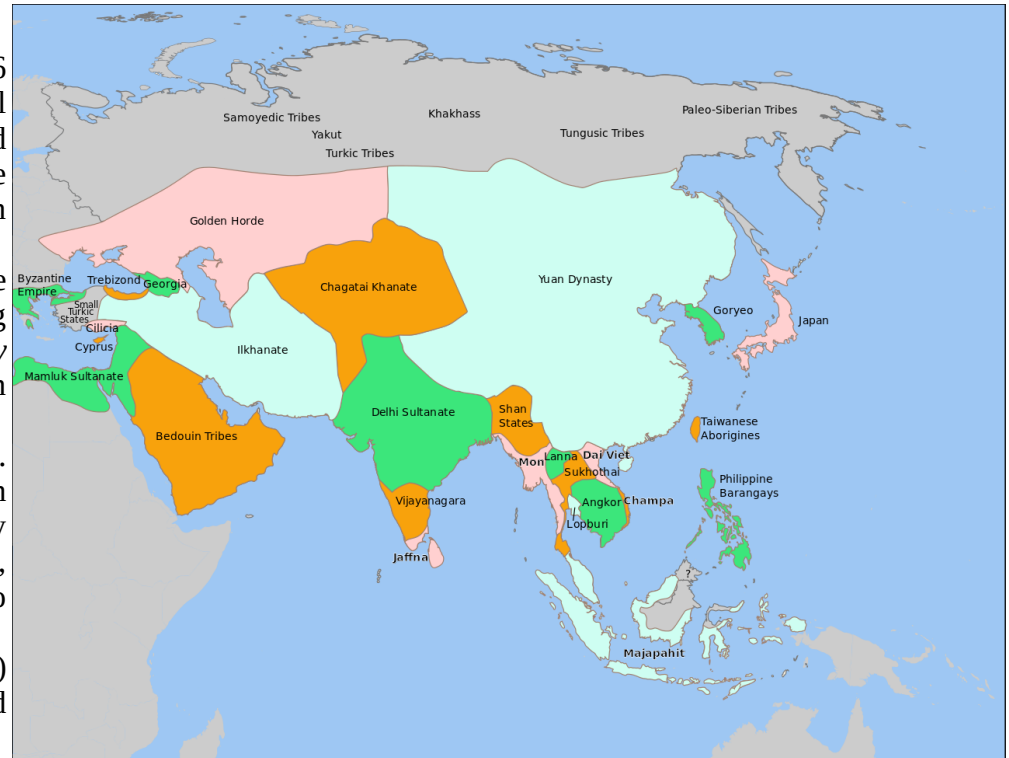 Samoyedic Tribes
Khakhass
Paleo-Siberian Tribes
Yakut
Tungusic Tribes
Turkic Tribes
Golden Horde
Byzantine
Empire
Trebizond
Georgia
Chagatai Khanate
Yuan Dynasty
Small
Turkic
States
Cilicia
Goryeo
Japan
Cyprus
Ilkhanate
Mamluk Sultanate
Delhi Sultanate
Shan
States
Taiwanese
Aborigines
Bedouin Tribes
Mon
Lanna
Dai Viet
Sukhothai
Philippine
Barangays
Vijayanagara
Angkor
Champa
Lopburi
Jaffna
?
Majapahit